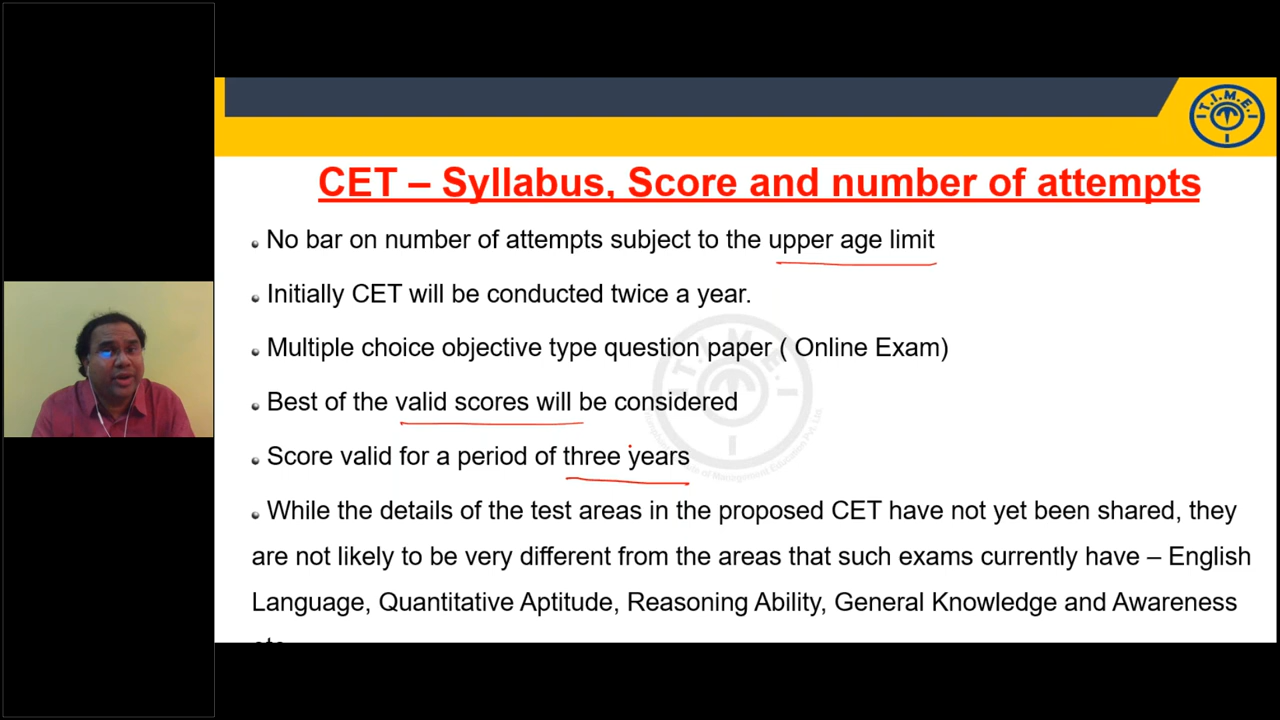 T.I.M.E.
CET – Syllabus, Score and number of attempts
No bar on number of attempts subject to the upper age limit
Initially CET will be conducted twice a year.
Multiple choice objective type question paper ( Online Exam)
Best of the valid scores will be considered
Score valid for a period of three years
While the details of the test areas in the proposed CET have not yet been shared, they
are not likely to be very different from the areas that such exams currently have – English
Language, Quantitative Aptitude, Reasoning Ability, General Knowledge and Awareness